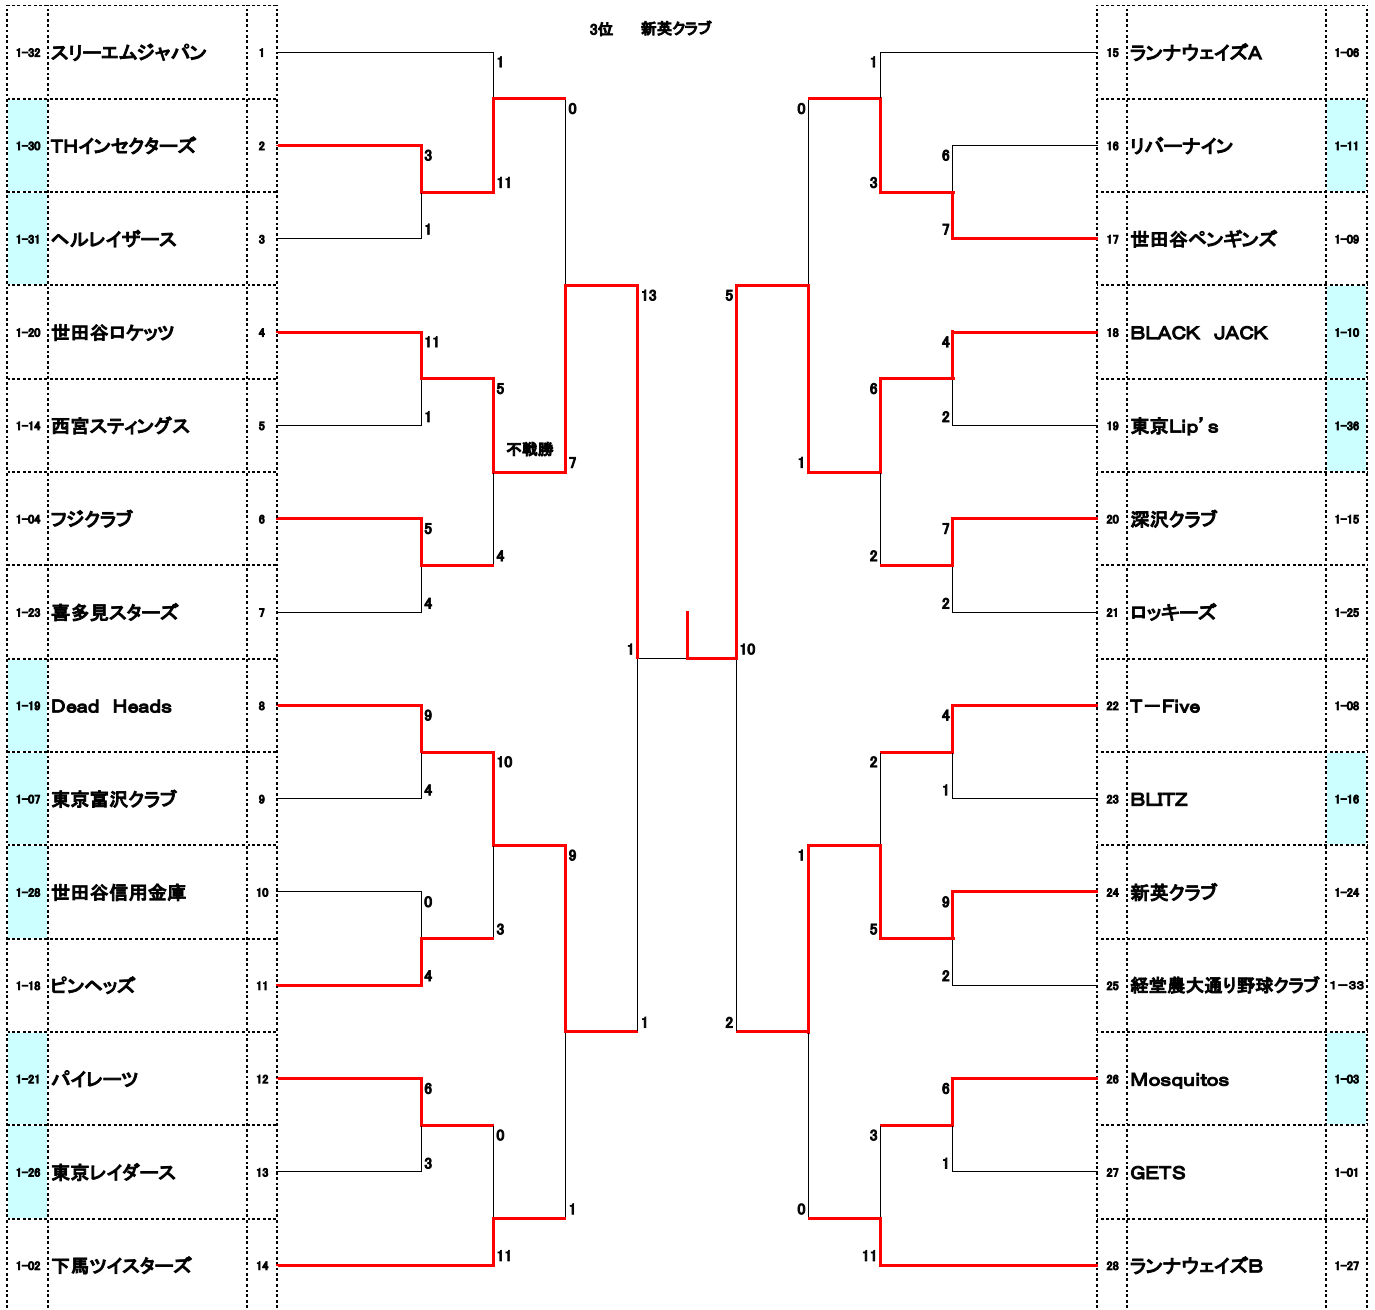 3位 新英クラブ
1-32 スリーエムジャパン 1
1-30 THインセクターズ 2
1-31 ヘルレイザース 3
1-20 世田谷ロケッツ 4
1-14 西宮スティングス 5
1-04 フジクラブ 6
1-23 喜多見スターズ 7
1-19 Dead Heads 8
1-07 東京富沢クラブ 9
1-28 世田谷信用金庫 10
1-18 ピンヘッズ 11
1-21 パイレーツ 12
1-26 東京レイダース 13
1-02 下馬ツイスターズ 14
1
0
3
11
1
13
11
5
1
不戦勝
7
5
4
4
1
9
10
4
9
0
3
4
1
6
0
3
1
11
1
0
6
3
7
5
4
6
2
1
7
2
2
10
4
2
1
1
9
5
2
2
6
3
1
0
11
15 ランナウェイズA 1-06
16 リバーナイン 1-11
17 世田谷ペンギンズ 1-09
18 BLACK JACK 1-10
19 東京Lip's 1-36
20 深沢クラブ 1-15
21 ロッキーズ 1-25
22 T-Five 1-08
23 BLITZ 1-16
24 新英クラブ 1-24
25 経堂農大通り野球クラブ 1-33
26 Mosquitos 1-03
27 GETS 1-01
28 ランナウェイズB 1-27